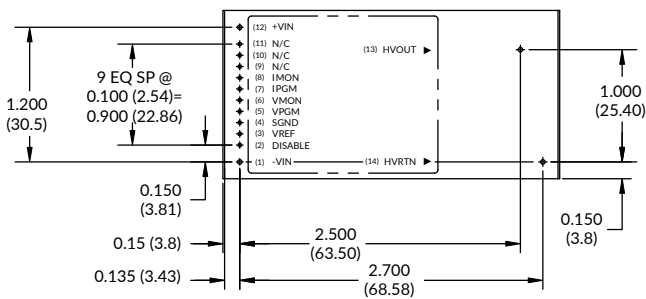 (12) +VIN
(11) N/C
(10) N/C
(9) N/C
(8) IMON
(7) IPGM
(6) VMON
(5) VPGM
(4) SGND
(3) VREF
(2) DISABLE
(1) -VIN
(13) HVOUT
(14) HVRTN
9 EQ SP @
0.100 (2.54)=
0.900 (22.86)
1.200
(30.5)
1.000
(25.40)
0.150
(3.81)
0.150
(3.8)
0.15 (3.8)
2.500
(63.50)
0.135 (3.43)
2.700
(68.58)